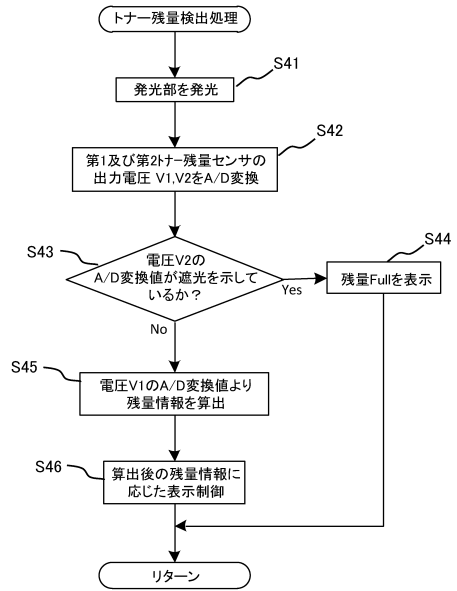 トナー残量検出処理
S41
発光部を発光
S42
第1及び第2トナー残量センサの
出力電圧 V1,V2をA/D変換
S43
電圧V2の
A/D変換値が遮光を示して
いるか？
Yes
S44
残量Fullを表示
No
S45
電圧V1のA/D変換値より
残量情報を算出
S46
算出後の残量情報に
応じた表示制御
リターン